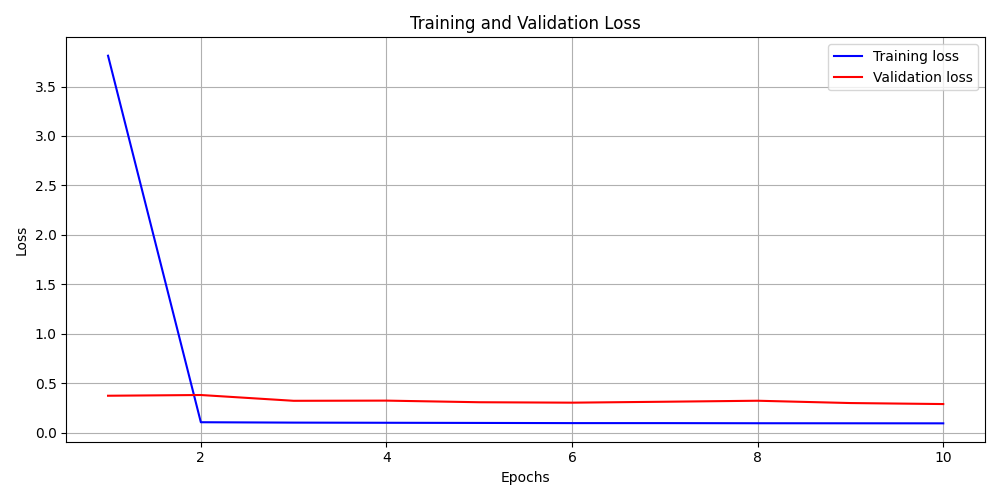 Training and Validation Loss
Training loss
Validation loss
3.5
3.0
2.5
2.0
1.5
1.0
0.5
0.0
Loss
2 4 6 8 10
Epochs